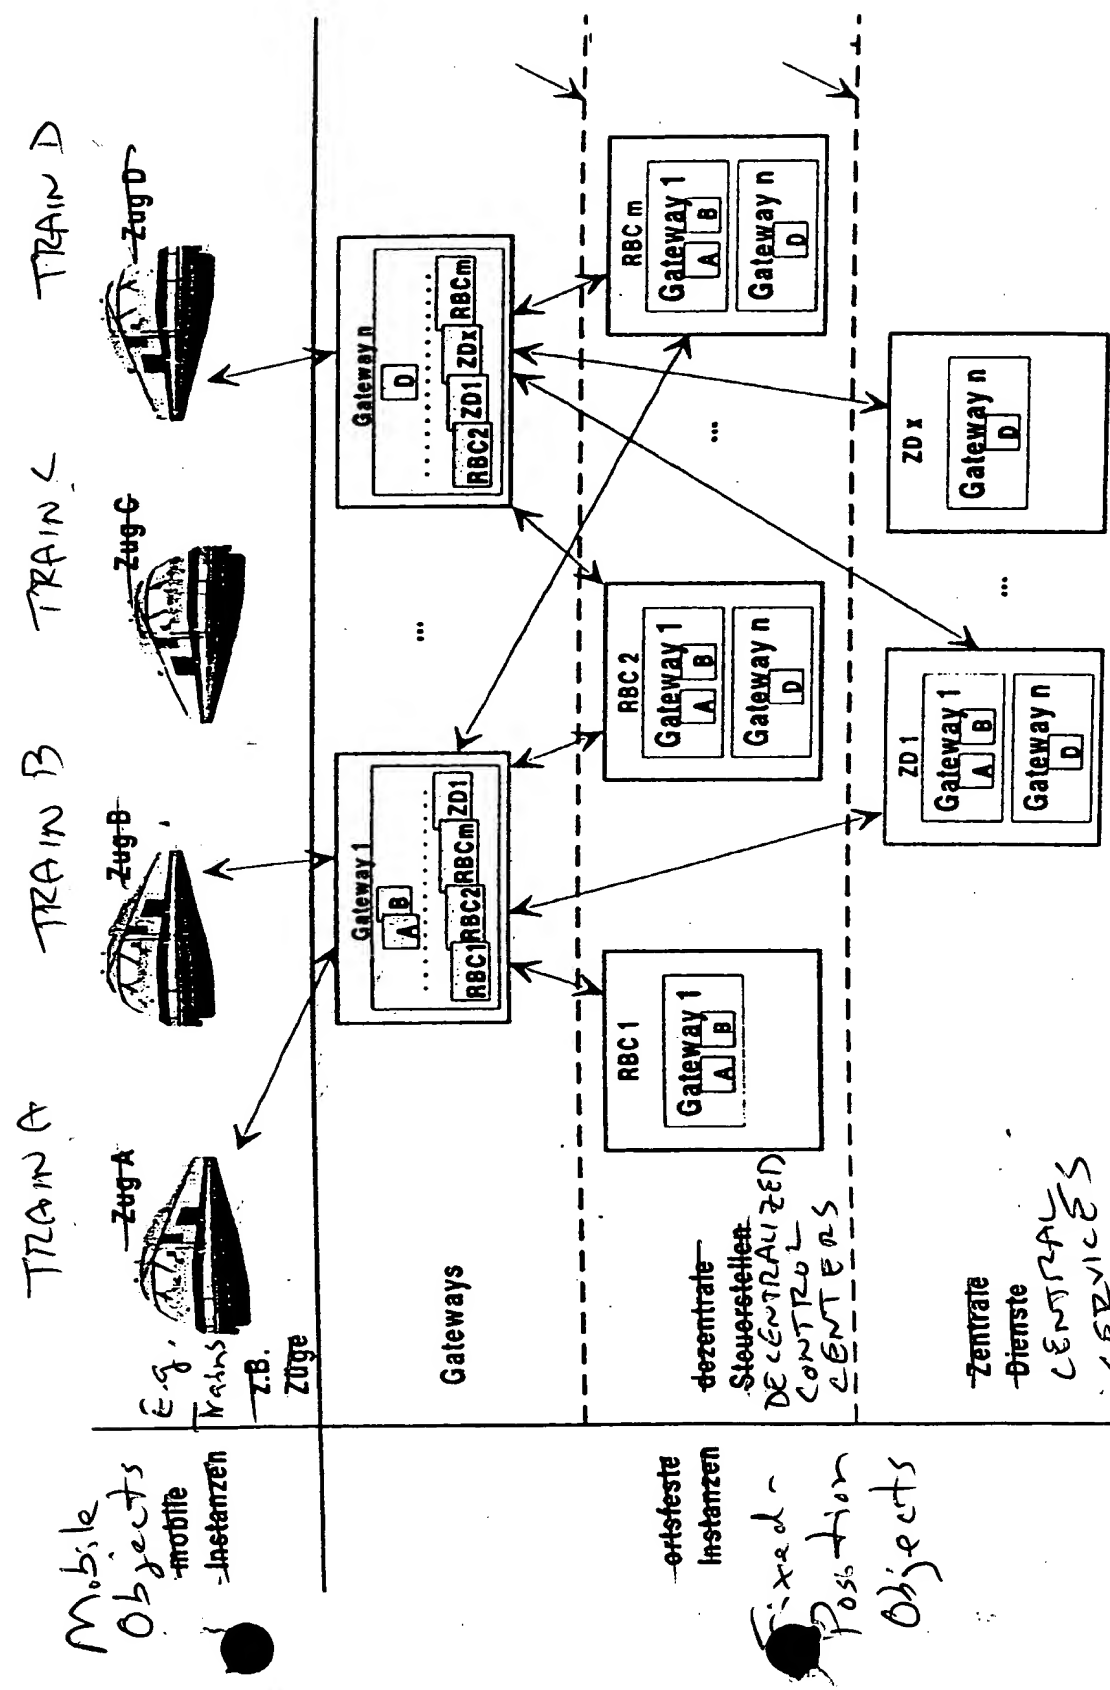 TRAIN A
TRAIN B
TRAIN C
TRAIN D
Zug A
Zug B
Zug C
Zug D
Mobile
Objects
mobile
Instanzen
E.g.
z.B.
Züge
Gateways
Gateway 1
A B
RBC1 RBC2 RBCm ZD1
...
Gateway n
D
RBC2 ZD1 ZDx RBCm
ortsfeste
Instanzen
Fixed-
Position
Objects
dezentrale
Steuerstellen
DECENTRALIZED
CONTROL
CENTERS
RBC 1
Gateway 1
A B
RBC 2
Gateway 1
A B
Gateway n
D
...
RBC m
Gateway 1
A B
Gateway n
D
Zentrale
Dienste
CENTRAL
SERVICES
ZD 1
Gateway 1
A B
Gateway n
D
...
ZD x
Gateway n
D